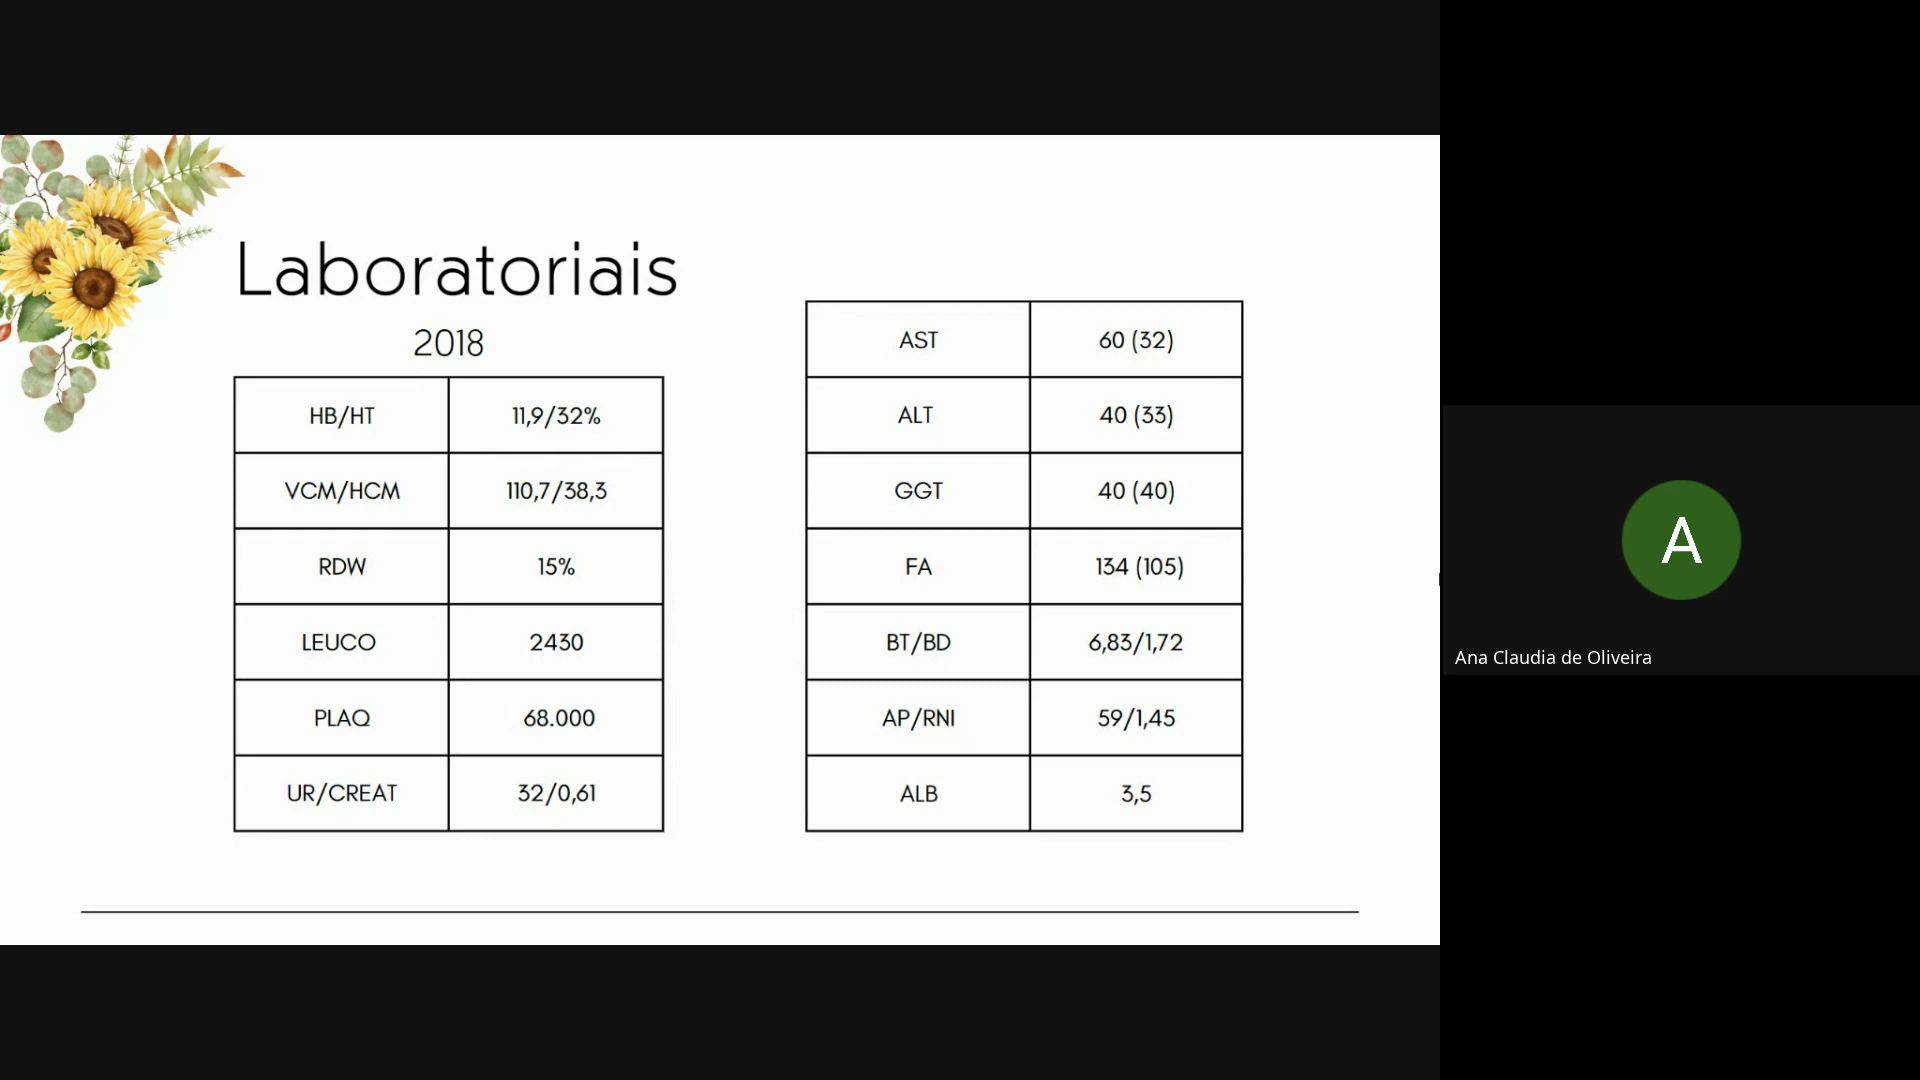 Laboratoriais
2018
HB/HT 11,9/32%
VCM/HCM 110,7/38,3
RDW 15%
LEUCO 2430
PLAQ 68.000
UR/CREAT 32/0,61
AST 60 (32)
ALT 40 (33)
GGT 40 (40)
FA 134 (105)
BT/BD 6,83/1,72
AP/RNI 59/1,45
ALB 3,5
A
Ana Claudia de Oliveira